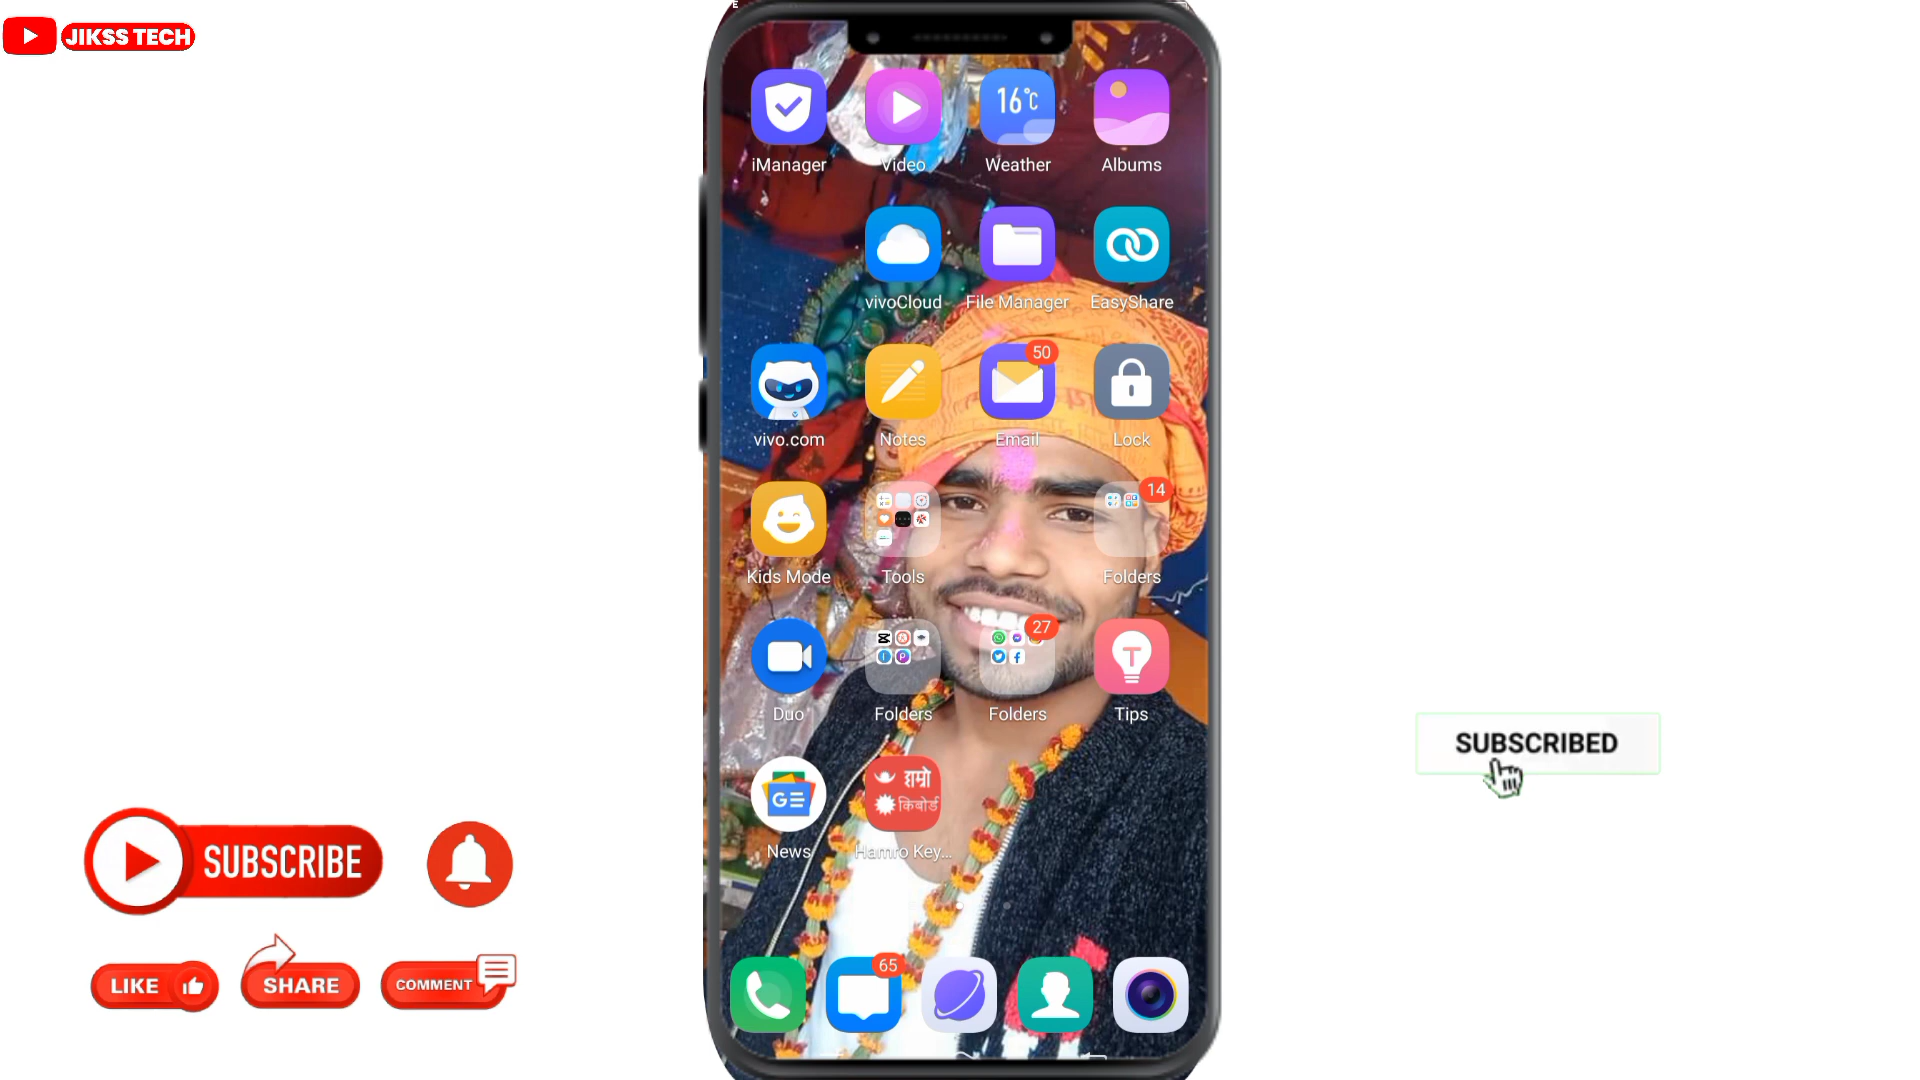 JIKSS TECH
16°C
iManager
Video
Weather
Albums
vivoCloud
File Manager
EasyShare
50
vivo.com
Notes
Email
Lock
14
Kids Mode
Tools
Folders
27
Duo
Folders
Folders
T
Tips
GE
हाम्रो
किबोर्ड
News
Hamro Key...
65
SUBSCRIBED
SUBSCRIBE
LIKE
SHARE
COMMENT